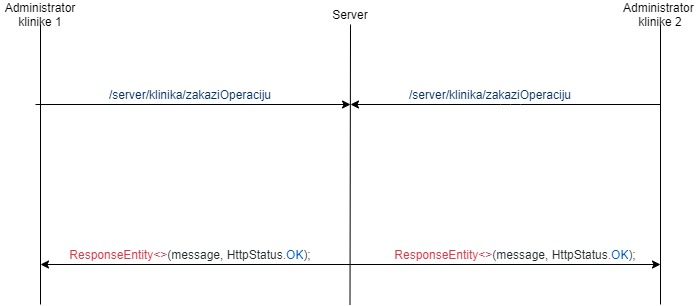 Administrator
klinike 1
Server
Administrator
klinike 2
/server/klinika/zakaziOperaciju
/server/klinika/zakaziOperaciju
ResponseEntity<>(message, HttpStatus.OK);
ResponseEntity<>(message, HttpStatus.OK);